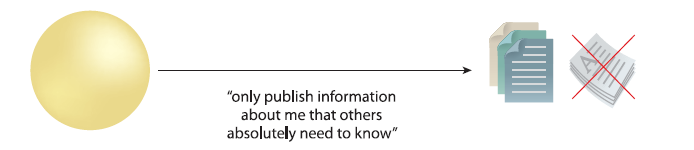 "only publish information
about me that others
absolutely need to know"
A